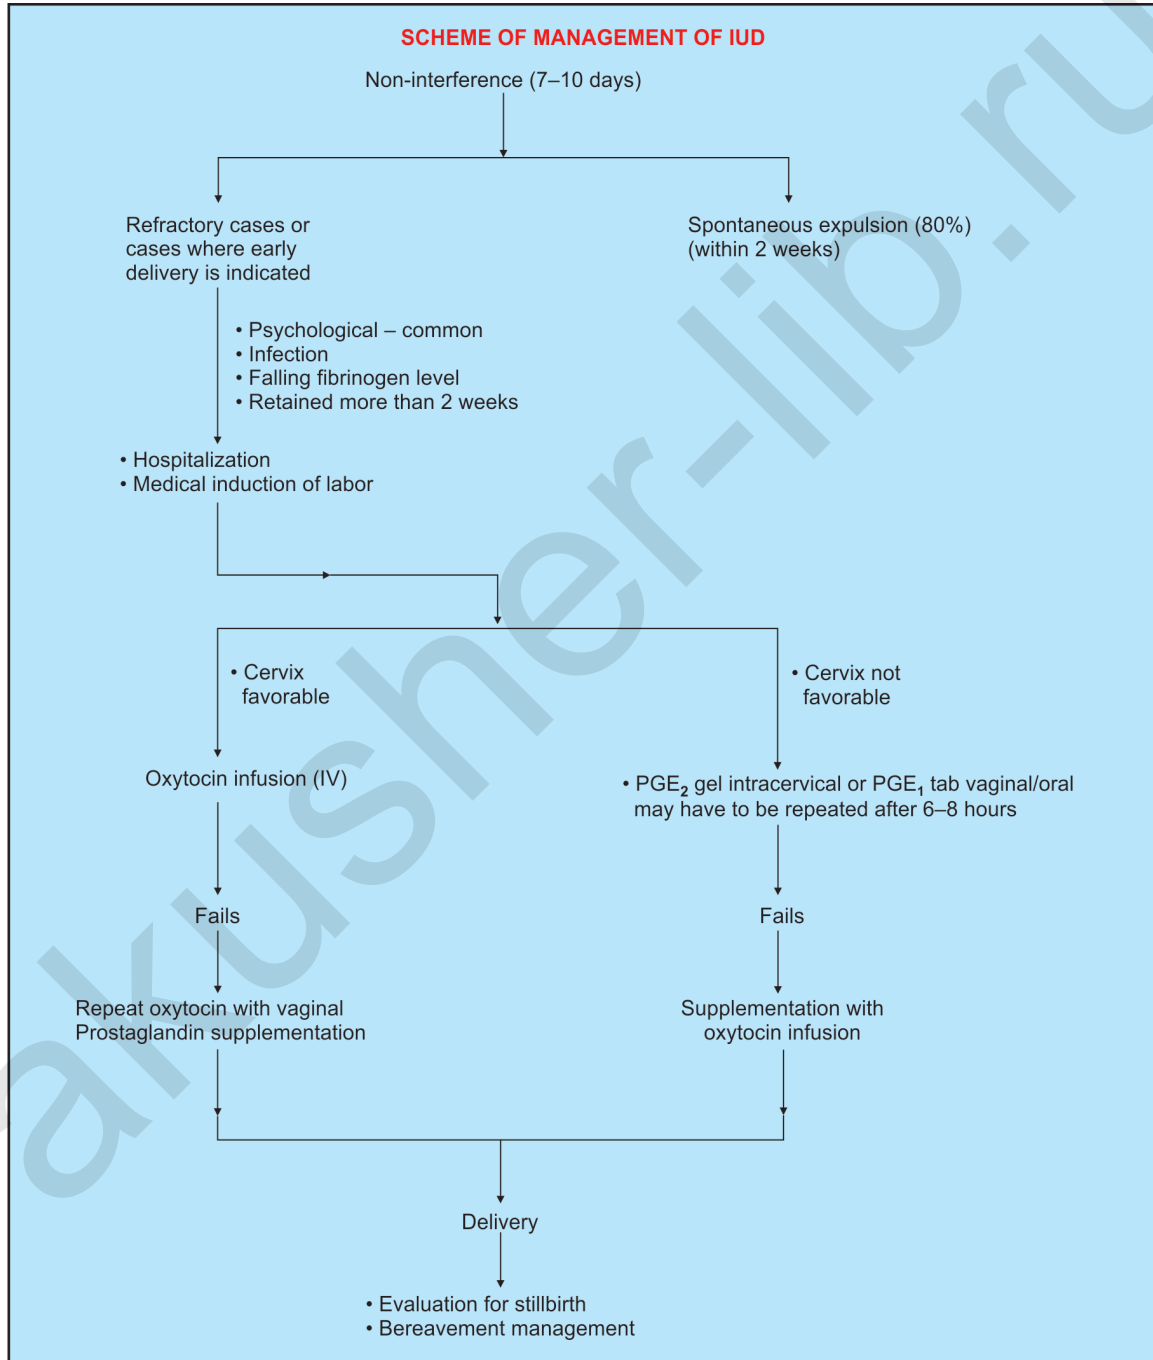 SCHEME OF MANAGEMENT OF IUD
Non-interference (7–10 days)
Refractory cases or
cases where early
delivery is indicated
Spontaneous expulsion (80%)
(within 2 weeks)
• Psychological – common
• Infection
• Falling fibrinogen level
• Retained more than 2 weeks
• Hospitalization
• Medical induction of labor
• Cervix
favorable
• Cervix not
favorable
Oxytocin infusion (IV)
• PGE₂ gel intracervical or PGE₁ tab vaginal/oral
may have to be repeated after 6–8 hours
Fails
Fails
Repeat oxytocin with vaginal
Prostaglandin supplementation
Supplementation with
oxytocin infusion
Delivery
• Evaluation for stillbirth
• Bereavement management
akusher-lib.ru